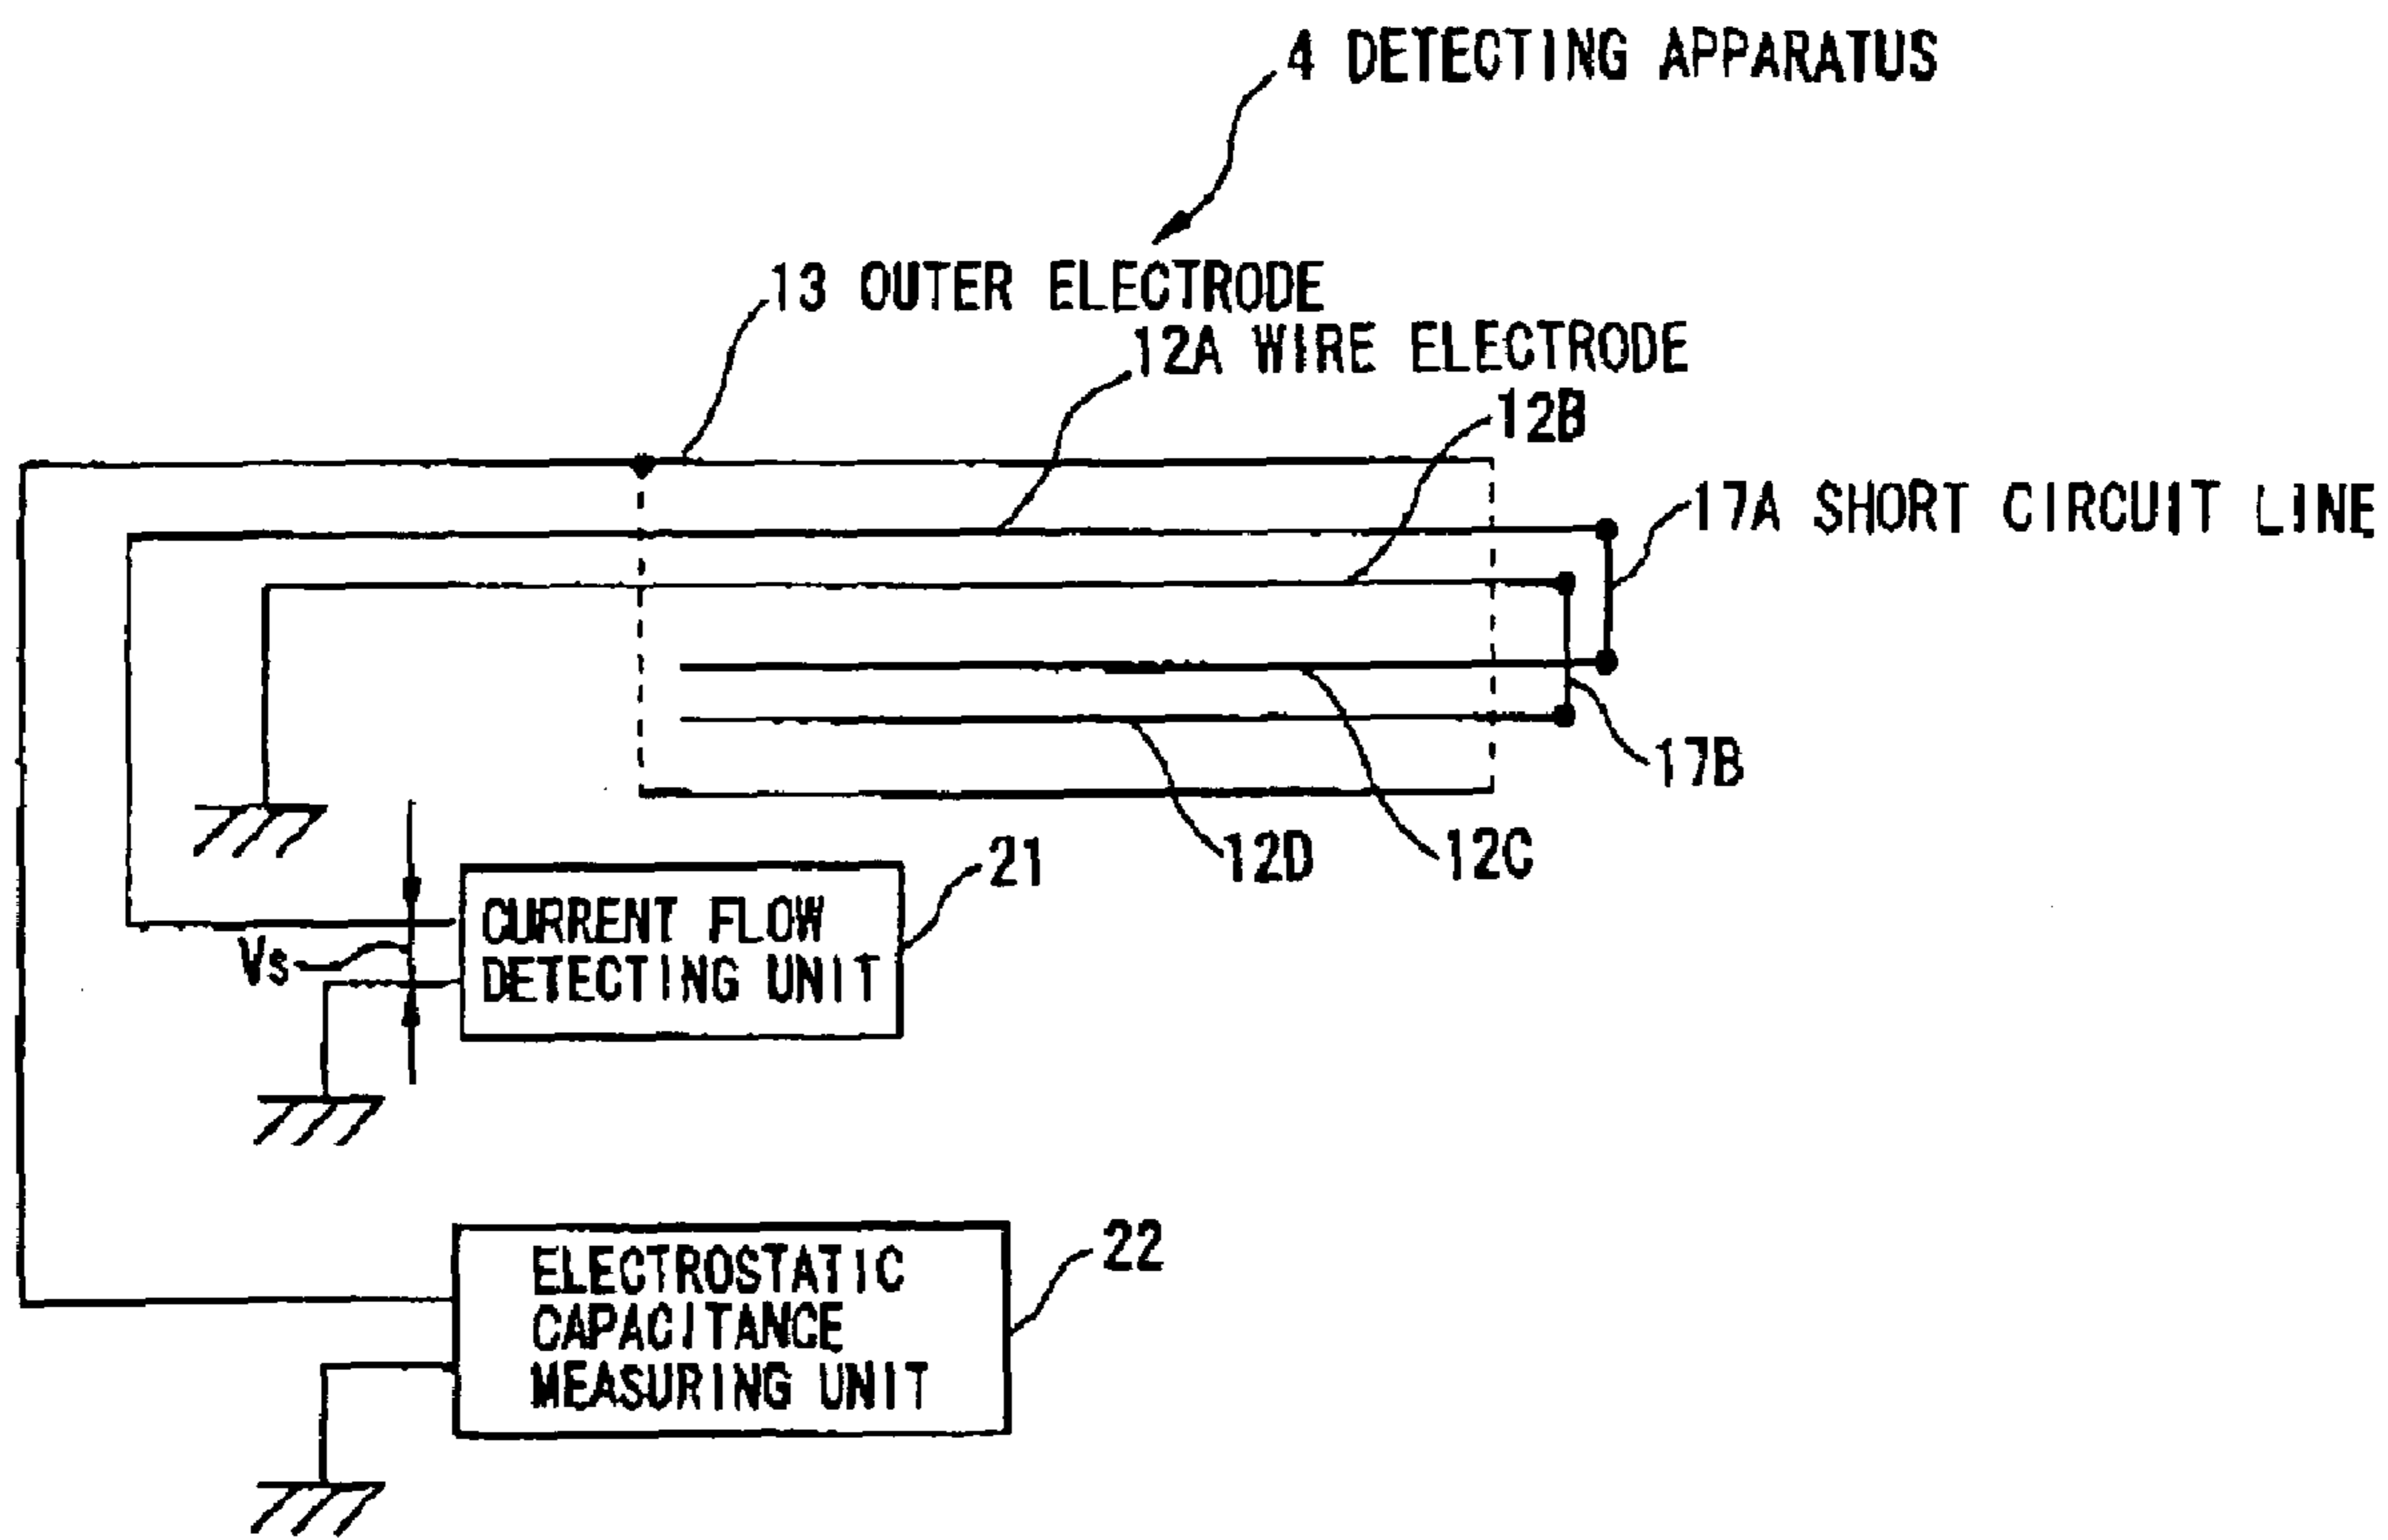 4 DETECTING APPARATUS
13 OUTER ELECTRODE
12A WIRE ELECTRODE
12B
17A SHORT CIRCUIT LINE
17B
12D
12C
21
CURRENT FLOW
DETECTING UNIT
Vs
22
ELECTROSTATIC
CAPACITANCE
MEASURING UNIT